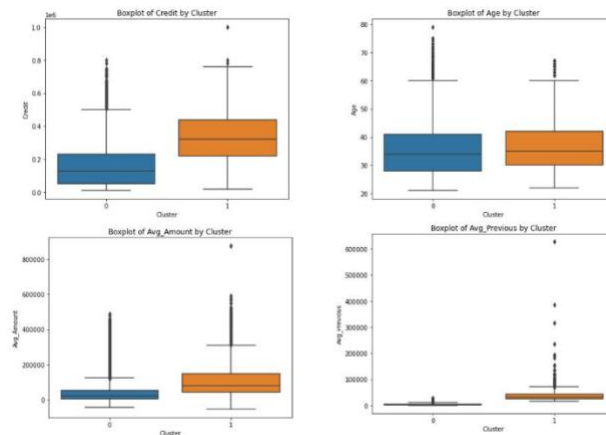 Boxplot of Credit by Cluster
1e6
1.0
0.8
0.6
0.4
0.2
0.0
Credit
0 1
Cluster
Boxplot of Age by Cluster
80
70
60
50
40
30
20
Age
0 1
Cluster
Boxplot of Avg_Amount by Cluster
800000
600000
400000
200000
0
Avg_Amount
0 1
Cluster
Boxplot of Avg_Previous by Cluster
600000
500000
400000
300000
200000
100000
0
Avg_Previous
0 1
Cluster